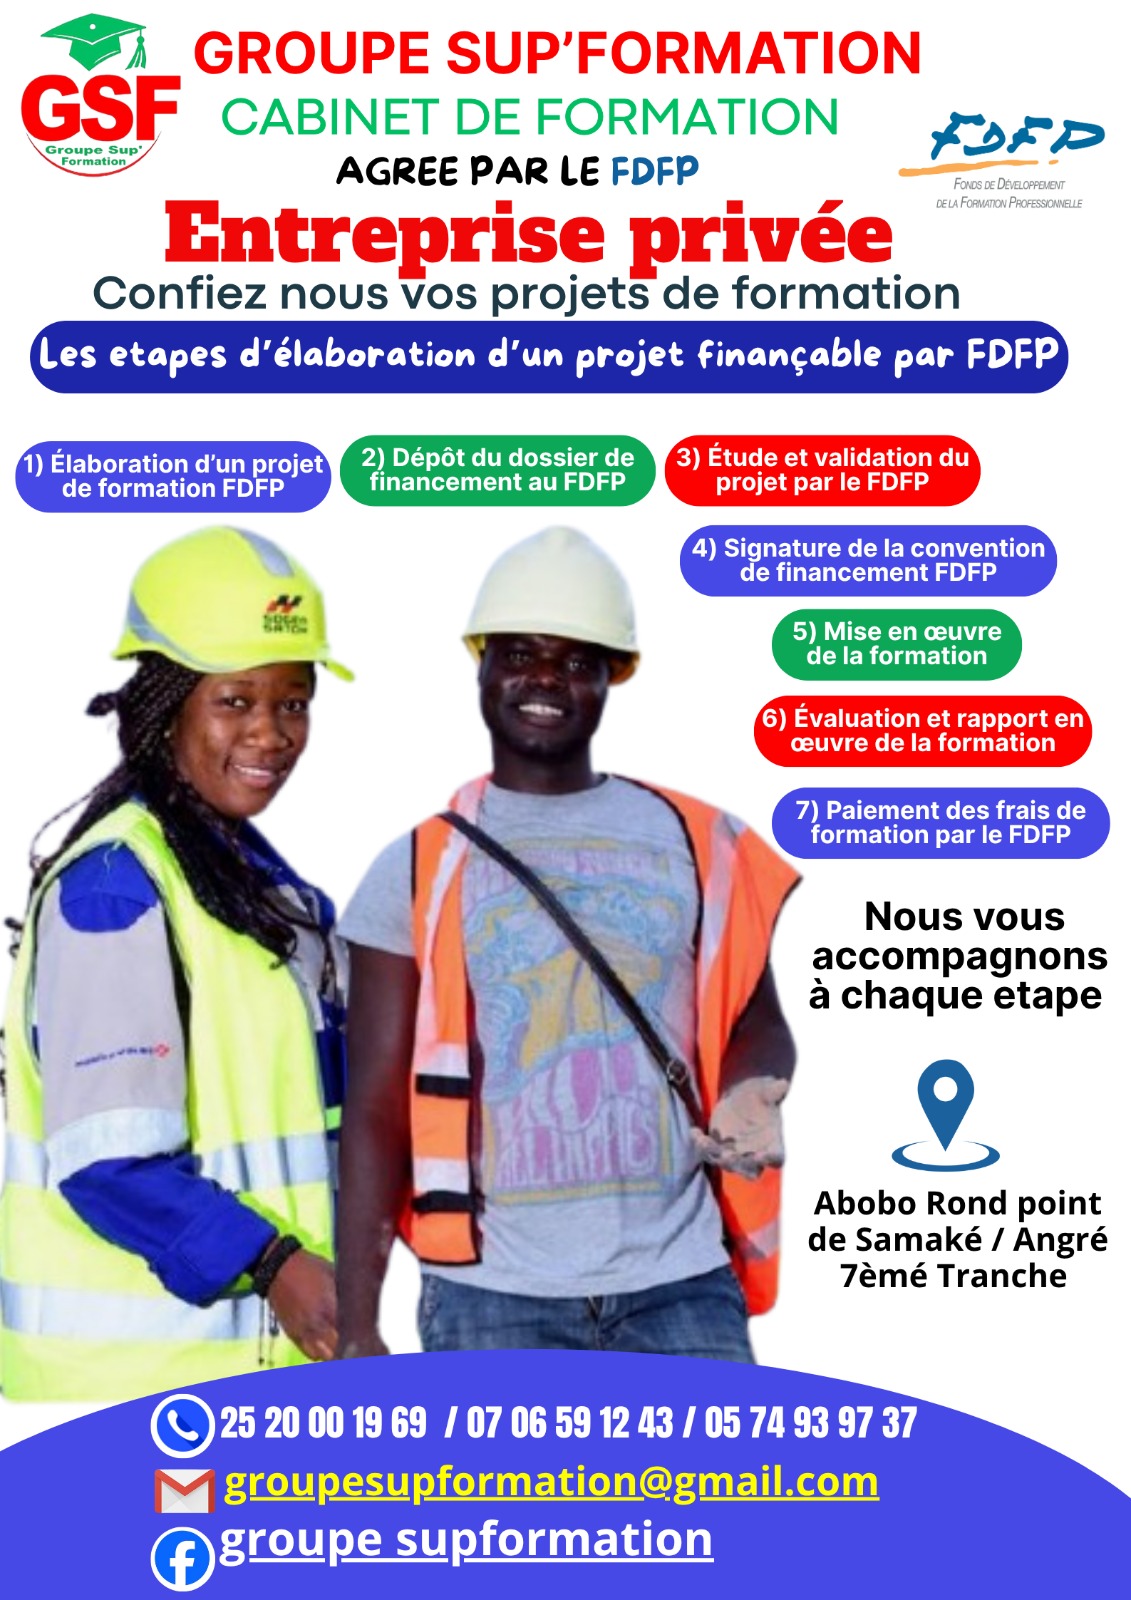 GSF
Groupe Sup'
Formation
GROUPE SUP'FORMATION
CABINET DE FORMATION
AGREE PAR LE FDFP
FDFP
FONDS DE DÉVELOPPEMENT
DE LA FORMATION PROFESSIONNELLE
Entreprise privée
Confiez nous vos projets de formation
Les etapes d'élaboration d'un projet finançable par FDFP
1) Élaboration d'un projet
de formation FDFP
2) Dépôt du dossier de
financement au FDFP
3) Étude et validation du
projet par le FDFP
4) Signature de la convention
de financement FDFP
5) Mise en œuvre
de la formation
6) Évaluation et rapport en
œuvre de la formation
7) Paiement des frais de
formation par le FDFP
Nous vous
accompagnons
à chaque etape
Abobo Rond point
de Samaké / Angré
7èmé Tranche
25 20 00 19 69 / 07 06 59 12 43 / 05 74 93 97 37
groupesupformation@gmail.com
groupe supformation